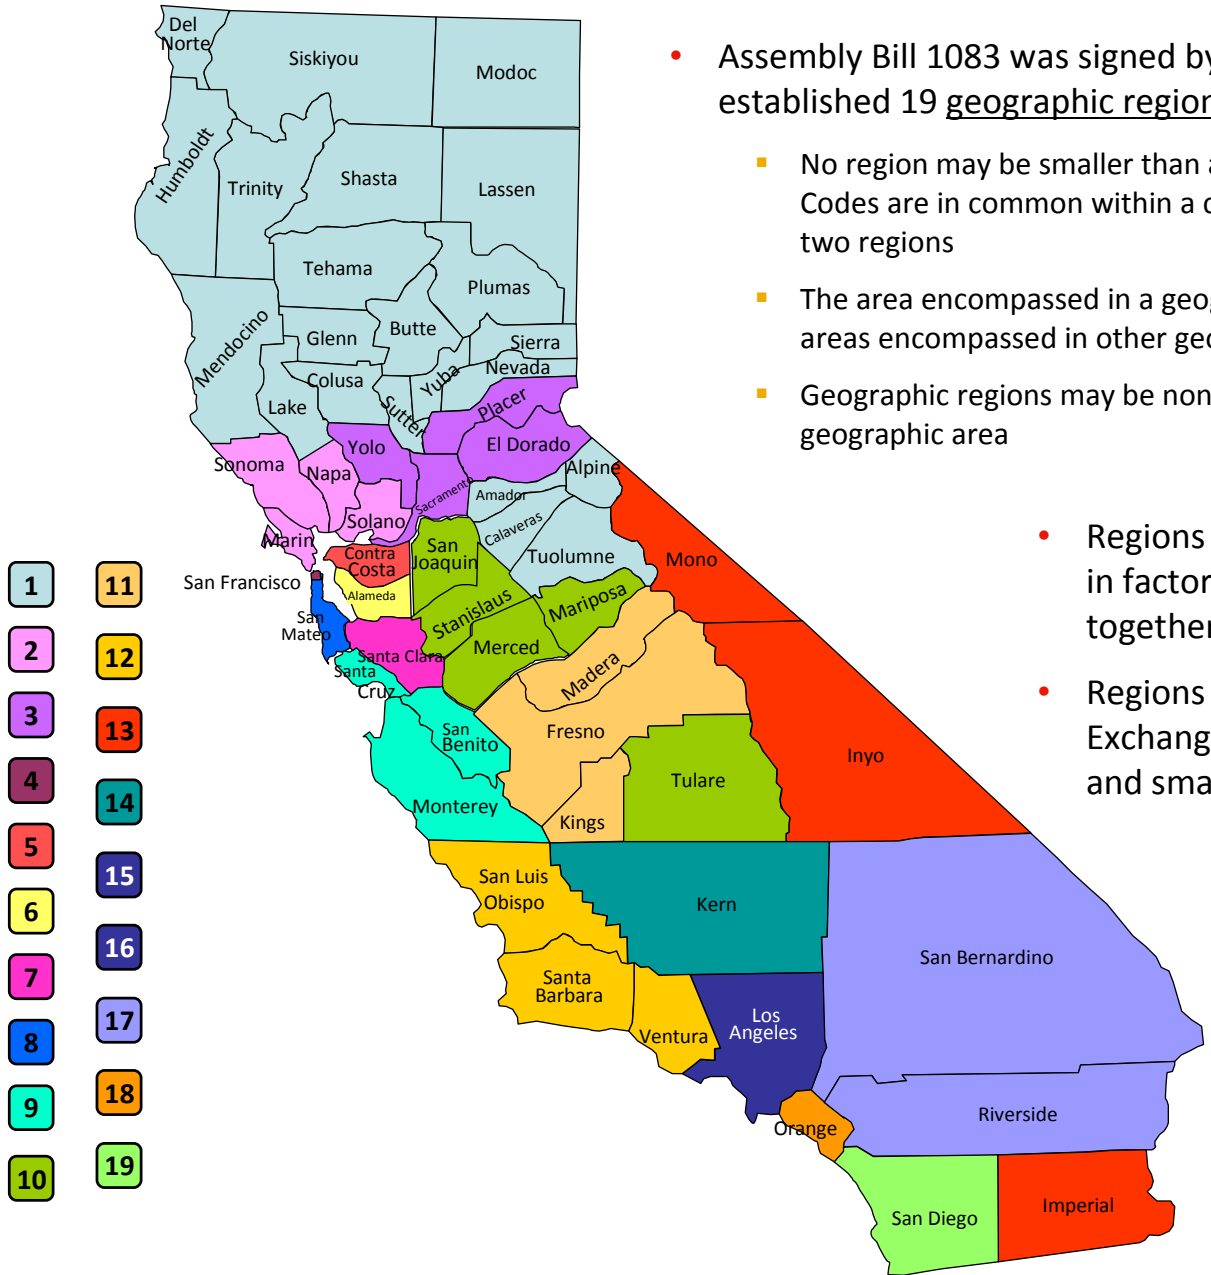 Del
Norte
Siskiyou
Modoc
Humboldt
Trinity
Shasta
Lassen
Tehama
Plumas
Mendocino
Glenn
Butte
Sierra
Colusa
Yuba
Nevada
Lake
Sutter
Placer
Yolo
El Dorado
Sonoma
Napa
Sacramento
Amador
Alpine
Solano
Calaveras
Marin
Contra
Costa
San
Joaquin
Tuolumne
Mono
San Francisco
Alameda
Stanislaus
Mariposa
San
Mateo
Santa Clara
Merced
Santa
Cruz
Madera
San
Benito
Fresno
Inyo
Tulare
Monterey
Kings
San Luis
Obispo
Kern
San Bernardino
Santa
Barbara
Ventura
Los
Angeles
Orange
Riverside
San Diego
Imperial
1
2
3
4
5
6
7
8
9
10
11
12
13
14
15
16
17
18
19
• Assembly Bill 1083 was signed by
established 19 geographic region
▪ No region may be smaller than a
Codes are in common within a c
two regions
▪ The area encompassed in a geog
areas encompassed in other geo
▪ Geographic regions may be non
geographic area
• Regions
in factor
together
• Regions
Exchang
and sma